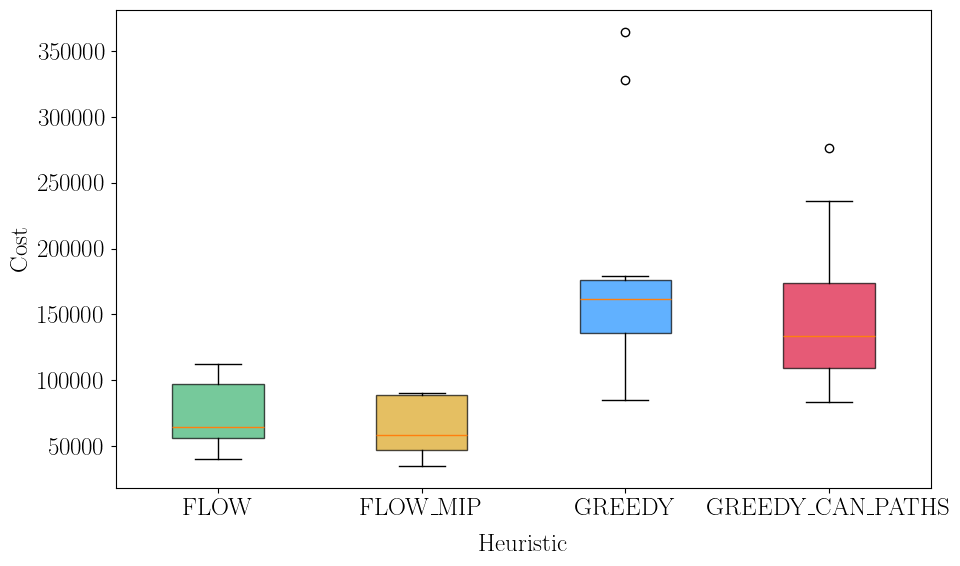 350000
300000
250000
200000
150000
100000
50000
Cost
FLOW
FLOW_MIP
GREEDY
GREEDY_CAN_PATHS
Heuristic